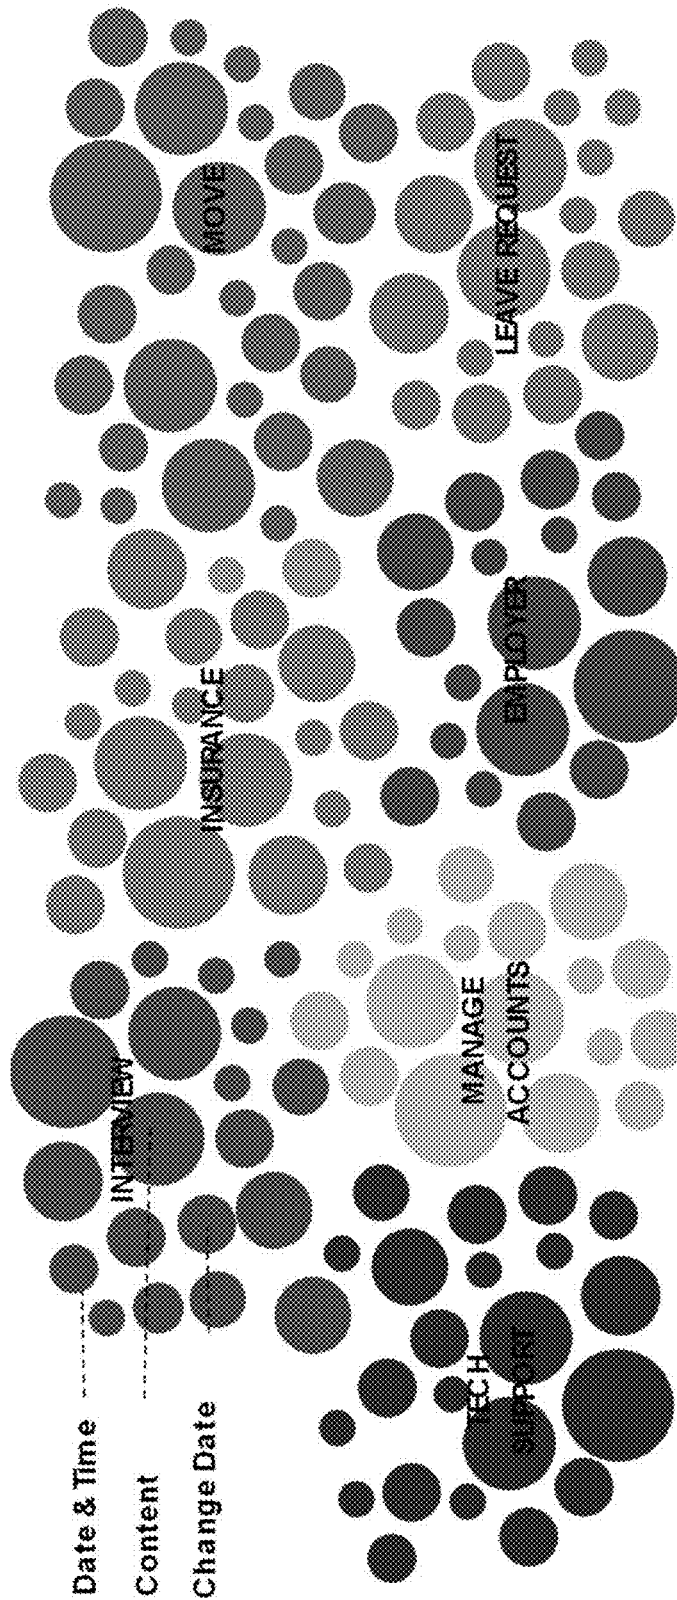 Date & Time
Content
Change Date
INTERVIEW
INSURANCE
MOVE
TECH
SUPPORT
MANAGE
ACCOUNTS
EMPLOYER
LEAVE REQUEST